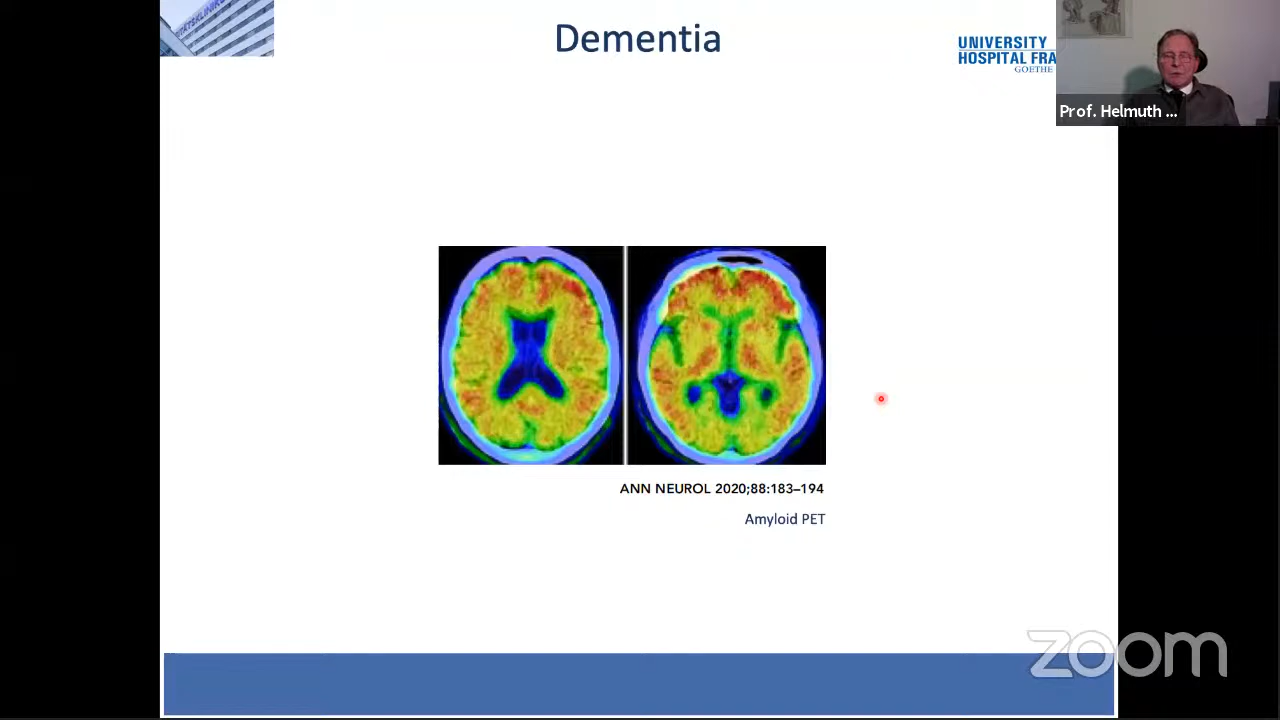 Dementia
UNIVERSITY
HOSPITAL FRA
GOETHE
Prof. Helmuth ...
ANN NEUROL 2020;88:183–194
Amyloid PET
zoom